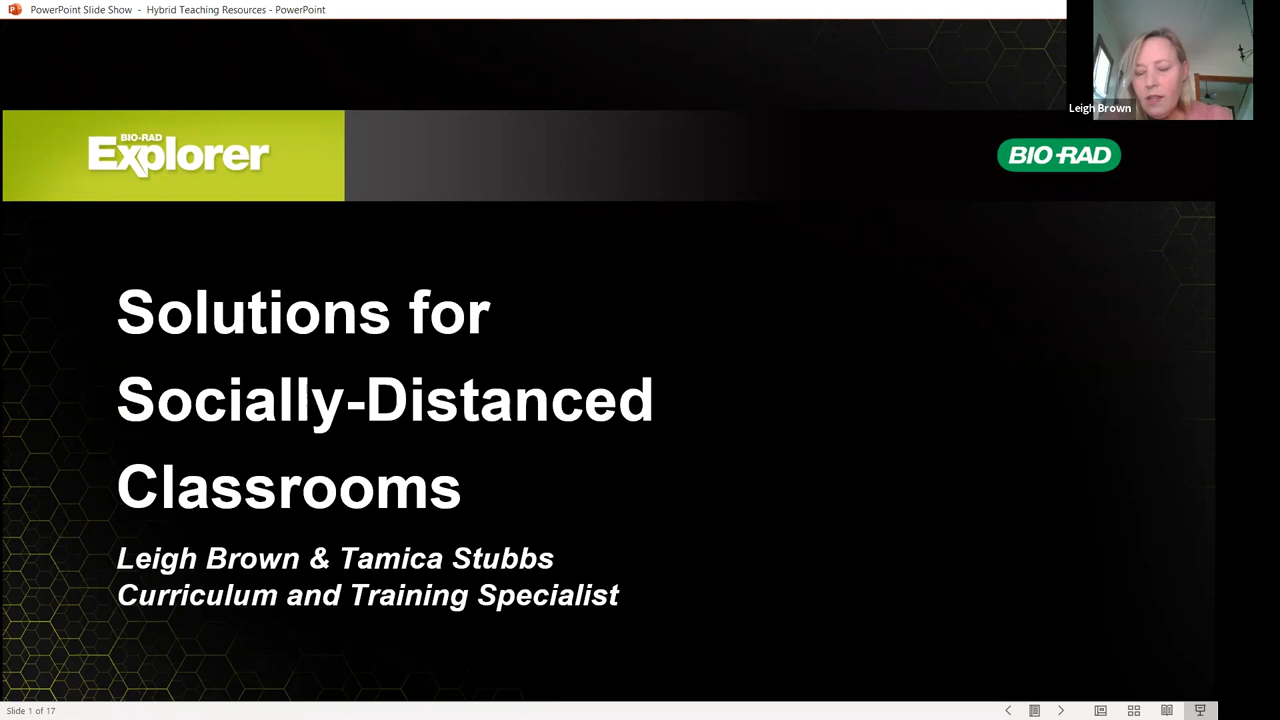 PowerPoint Slide Show - Hybrid Teaching Resources - PowerPoint
Leigh Brown
BIO-RAD
Explorer
BIO-RAD
Solutions for
Socially-Distanced
Classrooms
Leigh Brown & Tamica Stubbs
Curriculum and Training Specialist
Slide 1 of 17